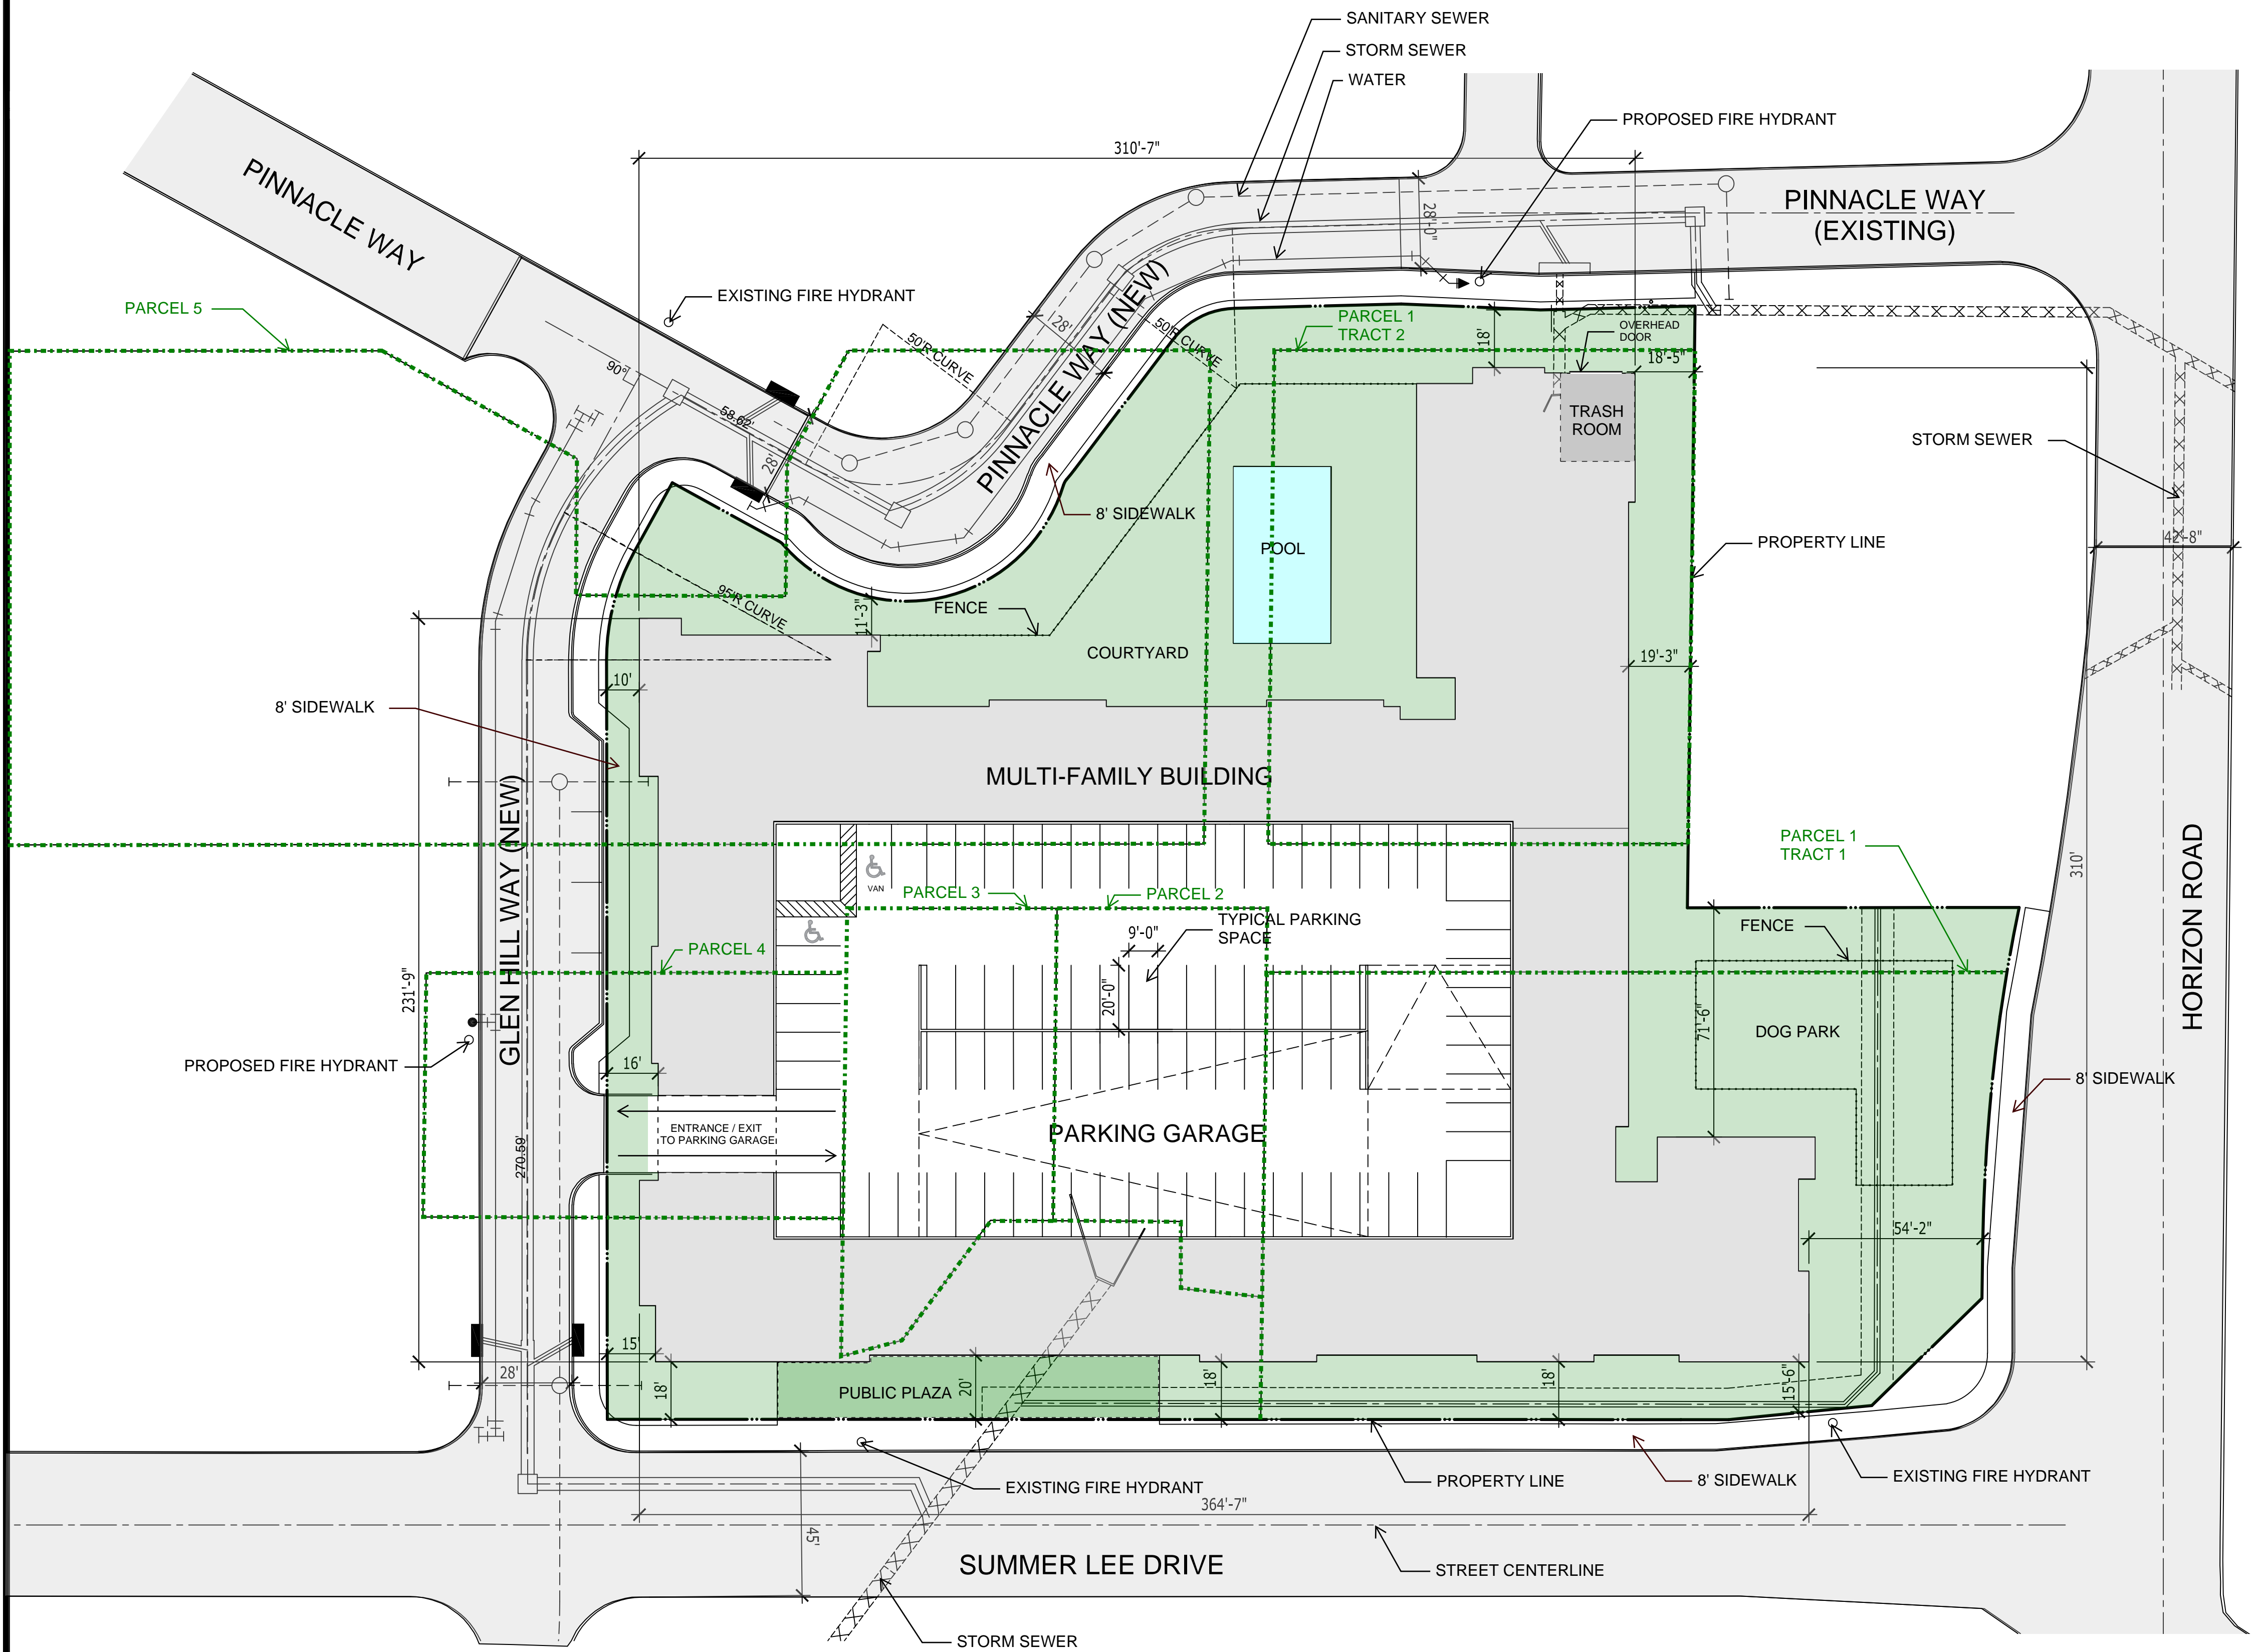 SANITARY SEWER
STORM SEWER
WATER
PROPOSED FIRE HYDRANT
310'-7"
PINNACLE WAY
PINNACLE WAY
(EXISTING)
28'-0"
EXISTING FIRE HYDRANT
PARCEL 5
PINNACLE WAY (NEW)
28'
50'R CURVE
50'R CURVE
PARCEL 1
TRACT 2
18'
OVERHEAD
DOOR
18'-5"
90°
58.62'
28'
TRASH
ROOM
STORM SEWER
8' SIDEWALK
POOL
PROPERTY LINE
42'-8"
95'R CURVE
11'-3"
FENCE
COURTYARD
19'-3"
10'
8' SIDEWALK
MULTI-FAMILY BUILDING
GLEN HILL WAY (NEW)
PARCEL 1
TRACT 1
310'
HORIZON ROAD
VAN
PARCEL 3
PARCEL 2
TYPICAL PARKING
SPACE
9'-0"
20'-0"
FENCE
PARCEL 4
231'-9"
71'-6"
DOG PARK
PROPOSED FIRE HYDRANT
16'
8' SIDEWALK
ENTRANCE / EXIT
TO PARKING GARAGE
PARKING GARAGE
270.59'
54'-2"
15'
28'
18'
PUBLIC PLAZA
20'
18'
18'
15'-6"
EXISTING FIRE HYDRANT
PROPERTY LINE
8' SIDEWALK
EXISTING FIRE HYDRANT
364'-7"
45'
SUMMER LEE DRIVE
STREET CENTERLINE
STORM SEWER